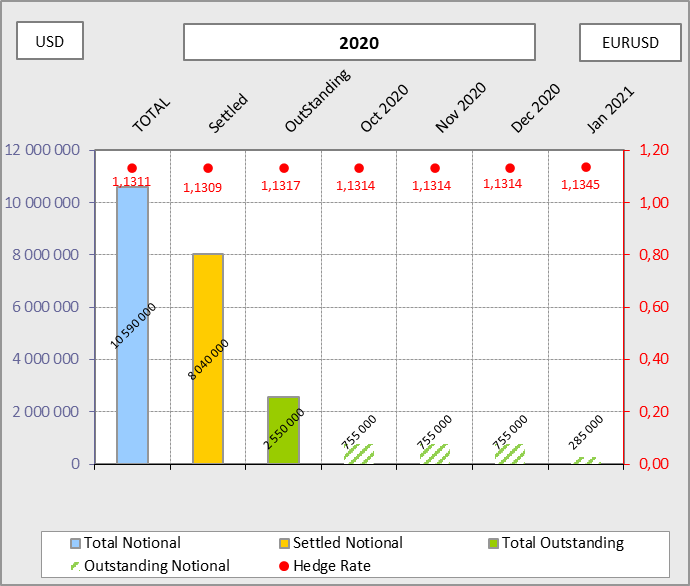 USD 2020 EURUSD
TOTAL Settled OutStanding Oct 2020 Nov 2020 Dec 2020 Jan 2021
12 000 000 1,20
1,1311 1,1309 1,1317 1,1314 1,1314 1,1314 1,1345
10 000 000 1,00
8 000 000 0,80
6 000 000 0,60
10 590 000 8 040 000
4 000 000 0,40
2 000 000 0,20
2 550 000 755 000 755 000 755 000 285 000
0 0,00
Total Notional Settled Notional Total Outstanding
Outstanding Notional Hedge Rate